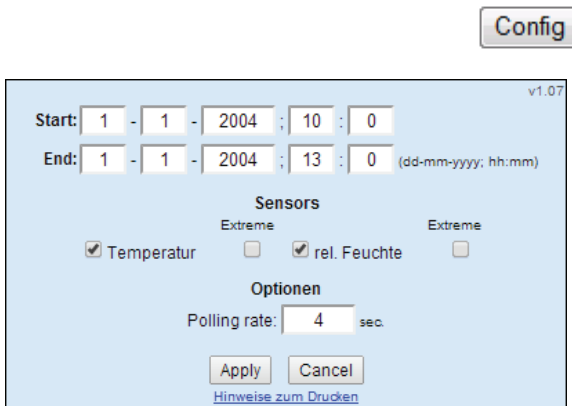 Config
v1.07
Start: 1 - 1 - 2004 ; 10 : 0
End: 1 - 1 - 2004 ; 13 : 0 (dd-mm-yyyy; hh:mm)
Sensors
Extreme Extreme
Temperatur rel. Feuchte
Optionen
Polling rate: 4 sec.
Apply Cancel
Hinweise zum Drucken